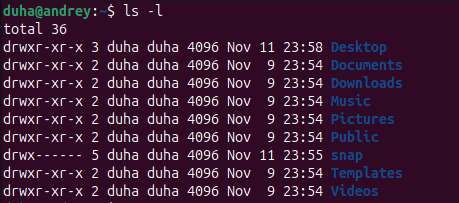 duha@andrey:~$ ls -l
total 36
drwxr-xr-x 3 duha duha 4096 Nov 11 23:58 Desktop
drwxr-xr-x 2 duha duha 4096 Nov  9 23:54 Documents
drwxr-xr-x 2 duha duha 4096 Nov  9 23:54 Downloads
drwxr-xr-x 2 duha duha 4096 Nov  9 23:54 Music
drwxr-xr-x 2 duha duha 4096 Nov  9 23:54 Pictures
drwxr-xr-x 2 duha duha 4096 Nov  9 23:54 Public
drwx------ 5 duha duha 4096 Nov 11 23:55 snap
drwxr-xr-x 2 duha duha 4096 Nov  9 23:54 Templates
drwxr-xr-x 2 duha duha 4096 Nov  9 23:54 Videos